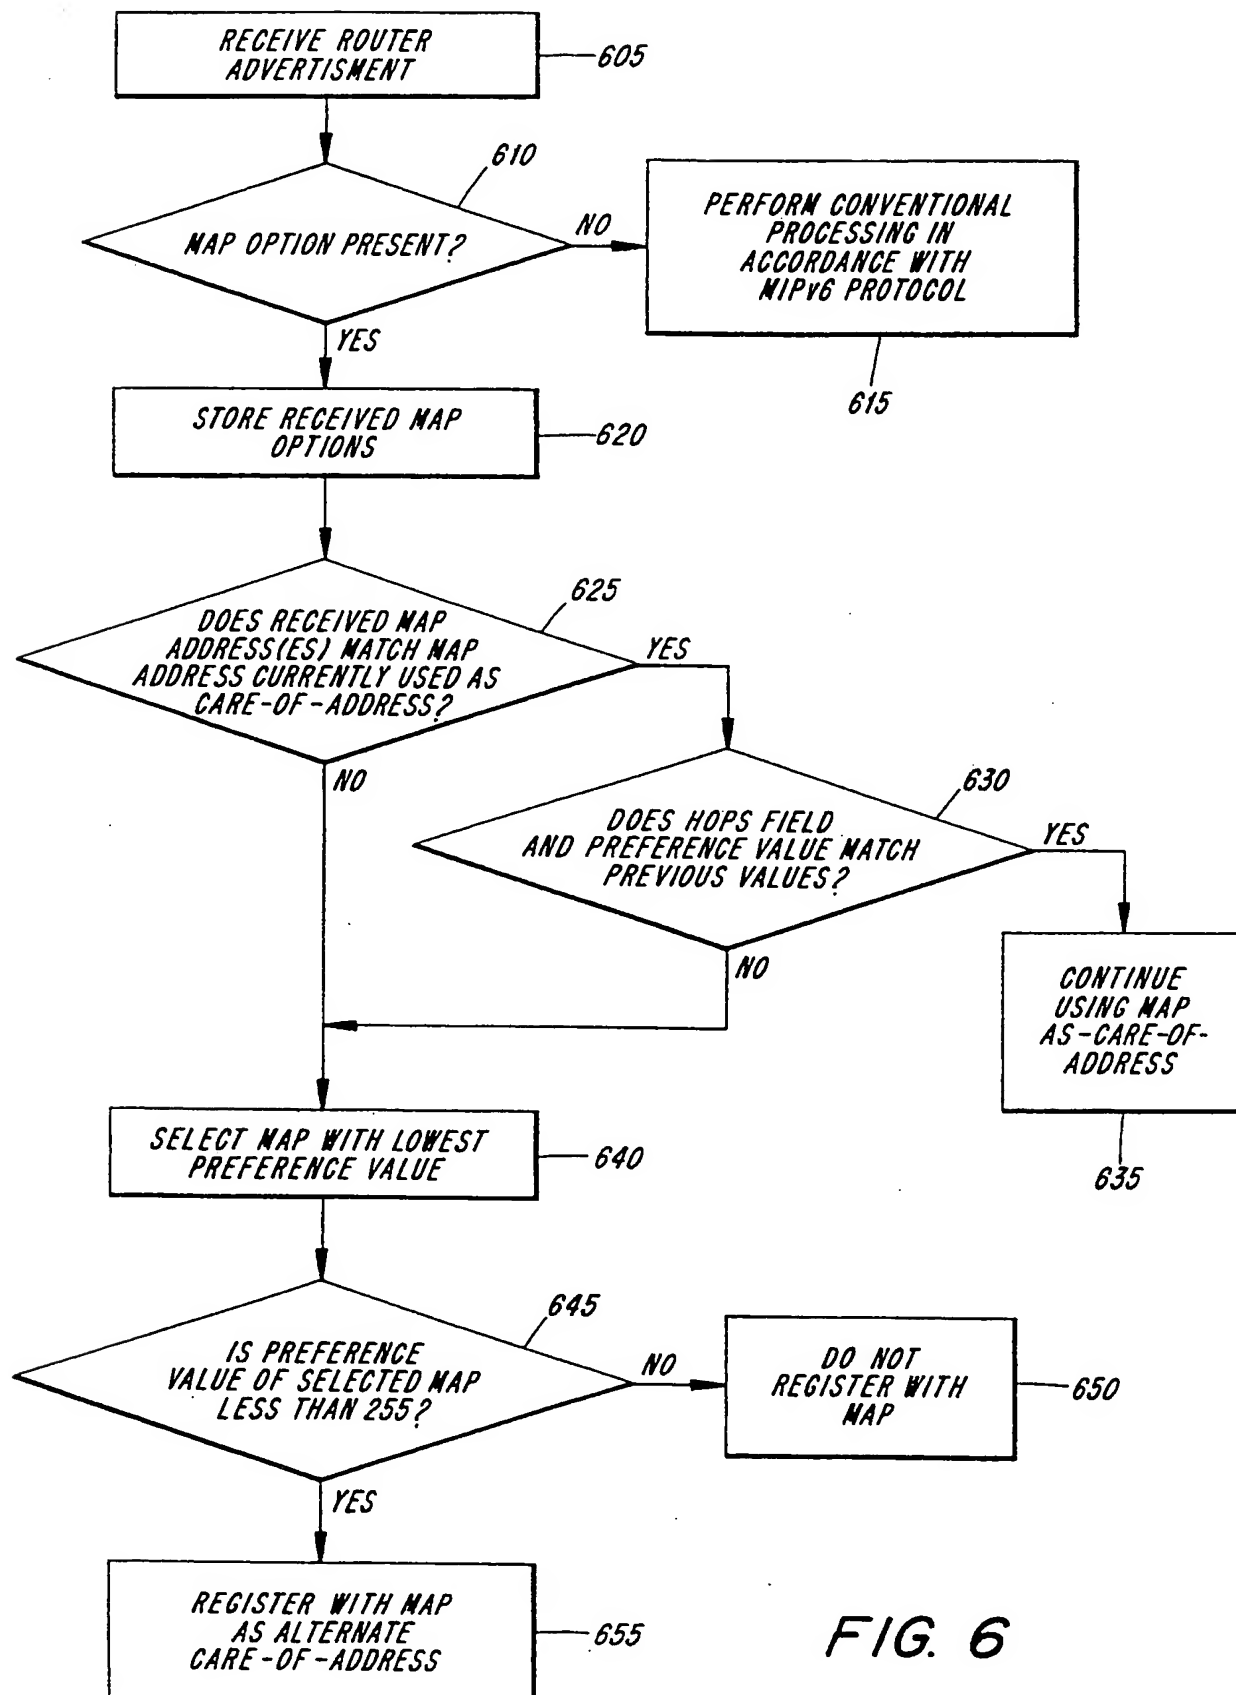 RECEIVE ROUTER
ADVERTISMENT
605
610
MAP OPTION PRESENT?
NO
PERFORM CONVENTIONAL
PROCESSING IN
ACCORDANCE WITH
MIPv6 PROTOCOL
615
YES
STORE RECEIVED MAP
OPTIONS
620
625
DOES RECEIVED MAP
ADDRESS(ES) MATCH MAP
ADDRESS CURRENTLY USED AS
CARE-OF-ADDRESS?
YES
NO
630
DOES HOPS FIELD
AND PREFERENCE VALUE MATCH
PREVIOUS VALUES?
YES
NO
CONTINUE
USING MAP
AS-CARE-OF-
ADDRESS
635
SELECT MAP WITH LOWEST
PREFERENCE VALUE
640
645
IS PREFERENCE
VALUE OF SELECTED MAP
LESS THAN 255?
NO
DO NOT
REGISTER WITH
MAP
650
YES
REGISTER WITH MAP
AS ALTERNATE
CARE-OF-ADDRESS
655
FIG. 6